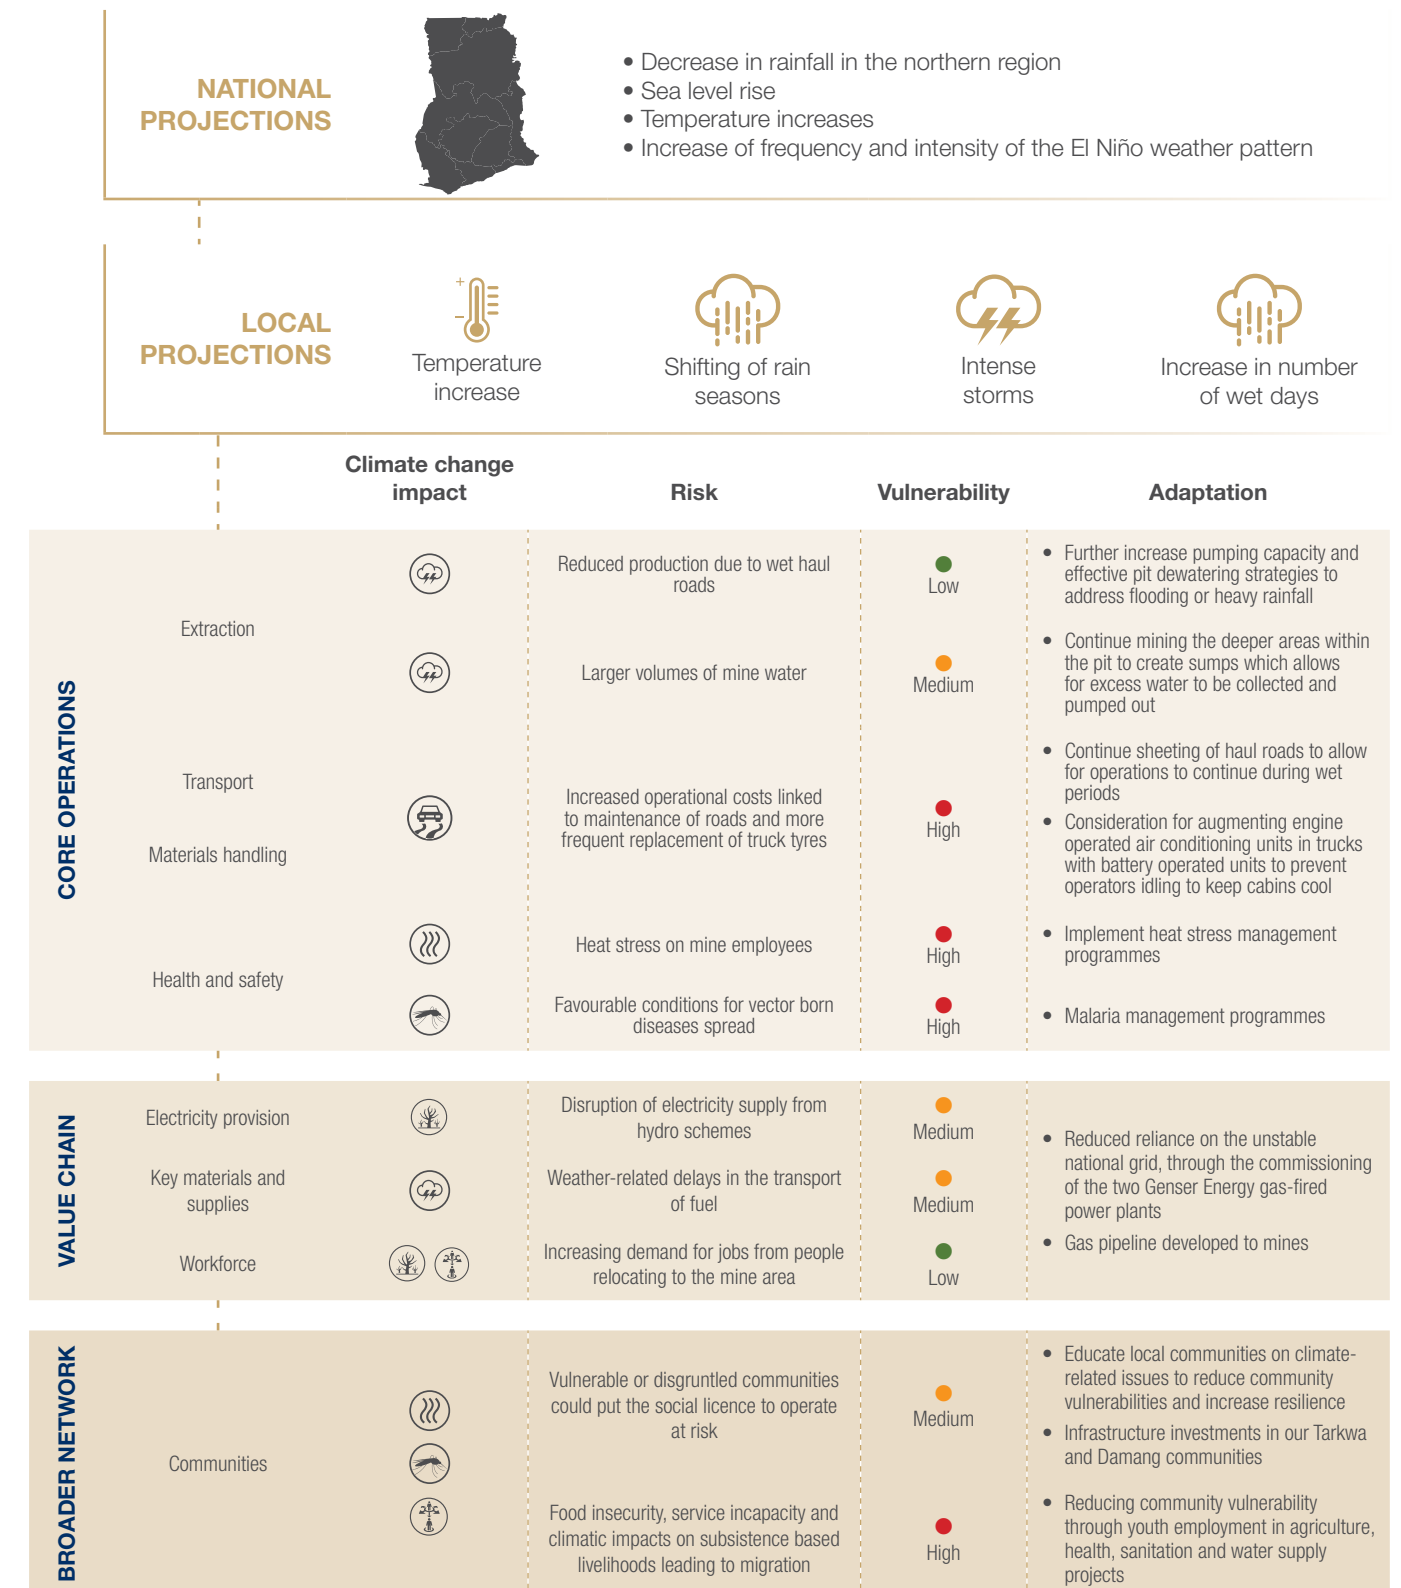 NATIONAL
PROJECTIONS
• Decrease in rainfall in the northern region
• Sea level rise
• Temperature increases
• Increase of frequency and intensity of the El Niño weather pattern
LOCAL
PROJECTIONS
Temperature
increase
Shifting of rain
seasons
Intense
storms
Increase in number
of wet days
Climate change
impact
Risk
Vulnerability
Adaptation
CORE OPERATIONS
Extraction
Reduced production due to wet haul
roads
Low
• Further increase pumping capacity and
effective pit dewatering strategies to
address flooding or heavy rainfall
Larger volumes of mine water
Medium
• Continue mining the deeper areas within
the pit to create sumps which allows
for excess water to be collected and
pumped out
Transport
Materials handling
Increased operational costs linked
to maintenance of roads and more
frequent replacement of truck tyres
High
• Continue sheeting of haul roads to allow
for operations to continue during wet
periods
• Consideration for augmenting engine
operated air conditioning units in trucks
with battery operated units to prevent
operators idling to keep cabins cool
Health and safety
Heat stress on mine employees
High
• Implement heat stress management
programmes
Favourable conditions for vector born
diseases spread
High
• Malaria management programmes
VALUE CHAIN
Electricity provision
Disruption of electricity supply from
hydro schemes
Medium
Key materials and
supplies
Weather-related delays in the transport
of fuel
Medium
Workforce
Increasing demand for jobs from people
relocating to the mine area
Low
• Reduced reliance on the unstable
national grid, through the commissioning
of the two Genser Energy gas-fired
power plants
• Gas pipeline developed to mines
BROADER NETWORK
Communities
Vulnerable or disgruntled communities
could put the social licence to operate
at risk
Medium
• Educate local communities on climate-
related issues to reduce community
vulnerabilities and increase resilience
• Infrastructure investments in our Tarkwa
and Damang communities
Food insecurity, service incapacity and
climatic impacts on subsistence based
livelihoods leading to migration
High
• Reducing community vulnerability
through youth employment in agriculture,
health, sanitation and water supply
projects